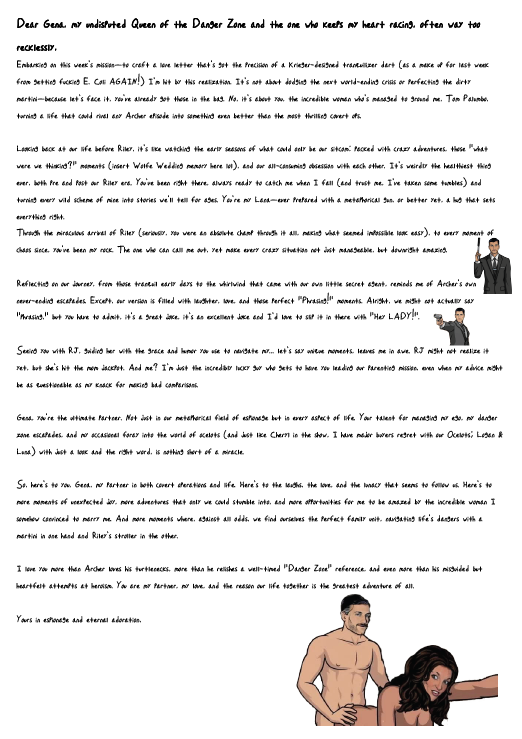 Dear Gena, my undisputed Queen of the Danger Zone and the one who keeps my heart racing, often way too
recklessly,
Embarking on this week's mission—to craft a love letter that's got the precision of a Krieger-designed tranquilizer dart (as a make up for last week
from getting fucking E. Coli AGAIN!) I'm hit by this realization. It's not about dodging the next world-ending crisis or perfecting the dirty
martini—because let's face it, you've already got those in the bag. No, it's about you, the incredible woman who's managed to ground me, Tom Palumbo,
turning a life that could rival any Archer episode into something even better than the most thrilling covert ops.
Looking back at our life before Riley, it's like watching the early seasons of what could only be our sitcom; packed with crazy adventures, those "what
were we thinking?" moments (insert Wolfe Wedding memory here lol), and our all-consuming obsession with each other. It's weirdly the healthiest thing
ever, both Pre and Post our Riley era. You've been right there, always ready to catch me when I fall (and trust me, I've taken some tumbles) and
turning every wild scheme of mine into stories we'll tell for ages. You're my Lana—ever prepared with a metaphorical gun, or better yet, a hug that sets
everything right.
Through the miraculous arrival of Riley (seriously, you were an absolute champ through it all, making what seemed impossible look easy), to every moment of
chaos since, you've been my rock. The one who can call me out, yet make every crazy situation not just manageable, but downright amazing.
Reflecting on our journey, from those tranquil early days to the whirlwind that came with our own little secret agent, reminds me of Archer's own
never-ending escapades. Except, our version is filled with laughter, love, and those perfect "Phrasing!" moments. Alright, we might not actually say
"Phrasing," but you have to admit, it's a great joke, it's an excellent joke and I'd love to slip it in there with "Hey LADY!".
Seeing you with RJ, guiding her with the grace and humor you use to navigate my... let's say unique moments, leaves me in awe. RJ might not realize it
yet, but she's hit the mom jackpot. And me? I'm just the incredibly lucky guy who gets to have you leading our parenting mission, even when my advice might
be as questionable as my knack for making bad comparisons.
Gena, you're the ultimate partner. Not just in our metaphorical field of espionage but in every aspect of life. Your talent for managing my ego, my danger
zone escapades, and my occasional foray into the world of ocelots (and just like Cheryl in the show, I have major buyers regret with our Ocelots; Logan &
Luna) with just a look and the right word, is nothing short of a miracle.
So, here's to you, Gena, my partner in both covert operations and life. Here's to the laughs, the love, and the lunacy that seems to follow us. Here's to
more moments of unexpected joy, more adventures that only we could stumble into, and more opportunities for me to be amazed by the incredible woman I
somehow convinced to marry me. And more moments where, against all odds, we find ourselves the perfect family unit, navigating life's dangers with a
martini in one hand and Riley's stroller in the other.
I love you more than Archer loves his turtlenecks, more than he relishes a well-timed "Danger Zone" reference, and even more than his misguided but
heartfelt attempts at heroism. You are my partner, my love, and the reason our life together is the greatest adventure of all.
Yours in espionage and eternal adoration,